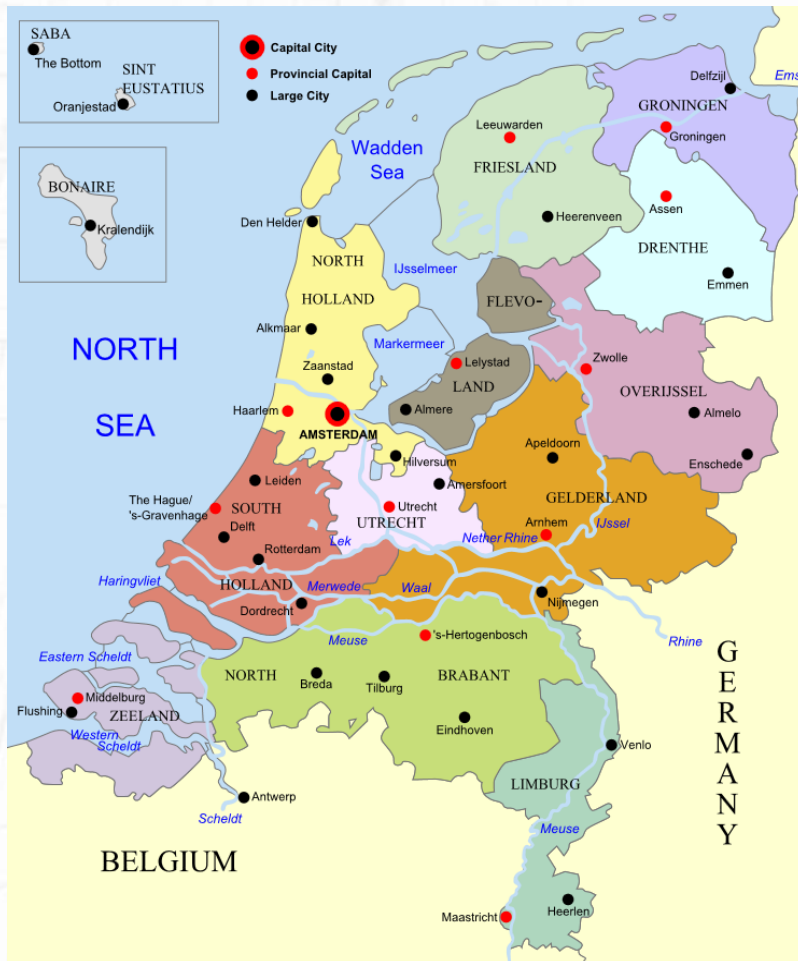 SABA
The Bottom
SINT
EUSTATIUS
Oranjestad
Capital City
Provincial Capital
Large City
BONAIRE
Kralendijk
Wadden
Sea
Leeuwarden
FRIESLAND
Heerenveen
Delfzijl
GRONINGEN
Groningen
Ems
Assen
DRENTHE
Emmen
Den Helder
NORTH
HOLLAND
IJsselmeer
FLEVO-
Alkmaar
Markermeer
Zaanstad
Lelystad
LAND
Zwolle
OVERIJSSEL
NORTH
SEA
Haarlem
AMSTERDAM
Almere
Almelo
Hilversum
Apeldoorn
Enschede
Leiden
Amersfoort
The Hague/
's-Gravenhage
SOUTH
Utrecht
UTRECHT
GELDERLAND
Delft
Lek
Nether Rhine
Arnhem
IJssel
Rotterdam
Haringvliet
HOLLAND
Merwede
Waal
Dordrecht
Nijmegen
Meuse
's-Hertogenbosch
Rhine
Eastern Scheldt
NORTH
BRABANT
Breda
Tilburg
Middelburg
Flushing
ZEELAND
Western
Scheldt
Eindhoven
Venlo
LIMBURG
Antwerp
Scheldt
Meuse
GERMANY
BELGIUM
Maastricht
Heerlen